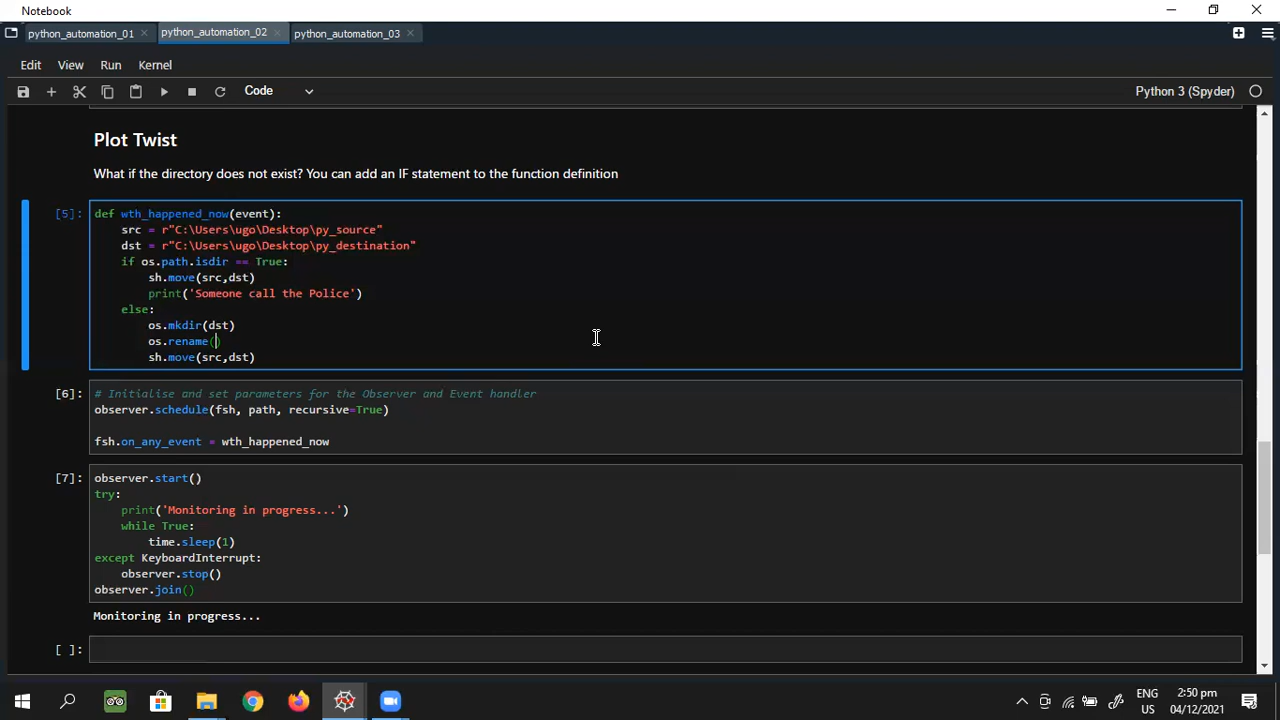 Notebook
python_automation_01
python_automation_02
python_automation_03
Edit View Run Kernel
Code
Python 3 (Spyder)
Plot Twist
What if the directory does not exist? You can add an IF statement to the function definition
[5]:
def wth_happened_now(event):
    src = r"C:\Users\ugo\Desktop\py_source"
    dst = r"C:\Users\ugo\Desktop\py_destination"
    if os.path.isdir == True:
        sh.move(src,dst)
        print('Someone call the Police')
    else:
        os.mkdir(dst)
        os.rename()
        sh.move(src,dst)
[6]:
# Initialise and set parameters for the Observer and Event handler
observer.schedule(fsh, path, recursive=True)
fsh.on_any_event = wth_happened_now
[7]:
observer.start()
try:
    print('Monitoring in progress...')
    while True:
        time.sleep(1)
except KeyboardInterrupt:
    observer.stop()
observer.join()
Monitoring in progress...
[ ]:
ENG
US
2:50 pm
04/12/2021